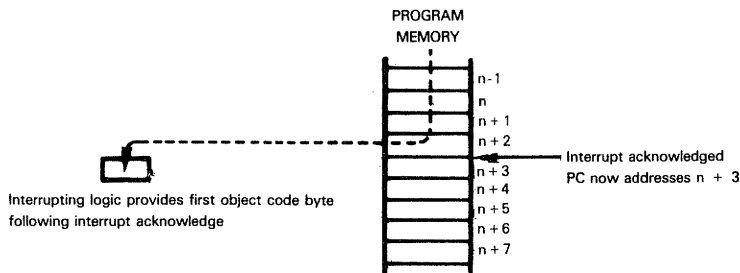 PROGRAM
MEMORY
n-1
n
n + 1
n + 2
Interrupt acknowledged
PC now addresses n + 3
n + 3
n + 4
n + 5
n + 6
n + 7
Interrupting logic provides first object code byte
following interrupt acknowledge